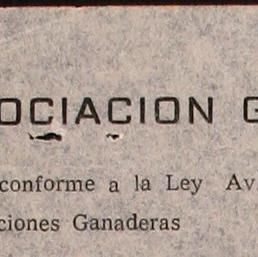 OCIACION G
conforme a la Ley Av
ciones Ganaderas